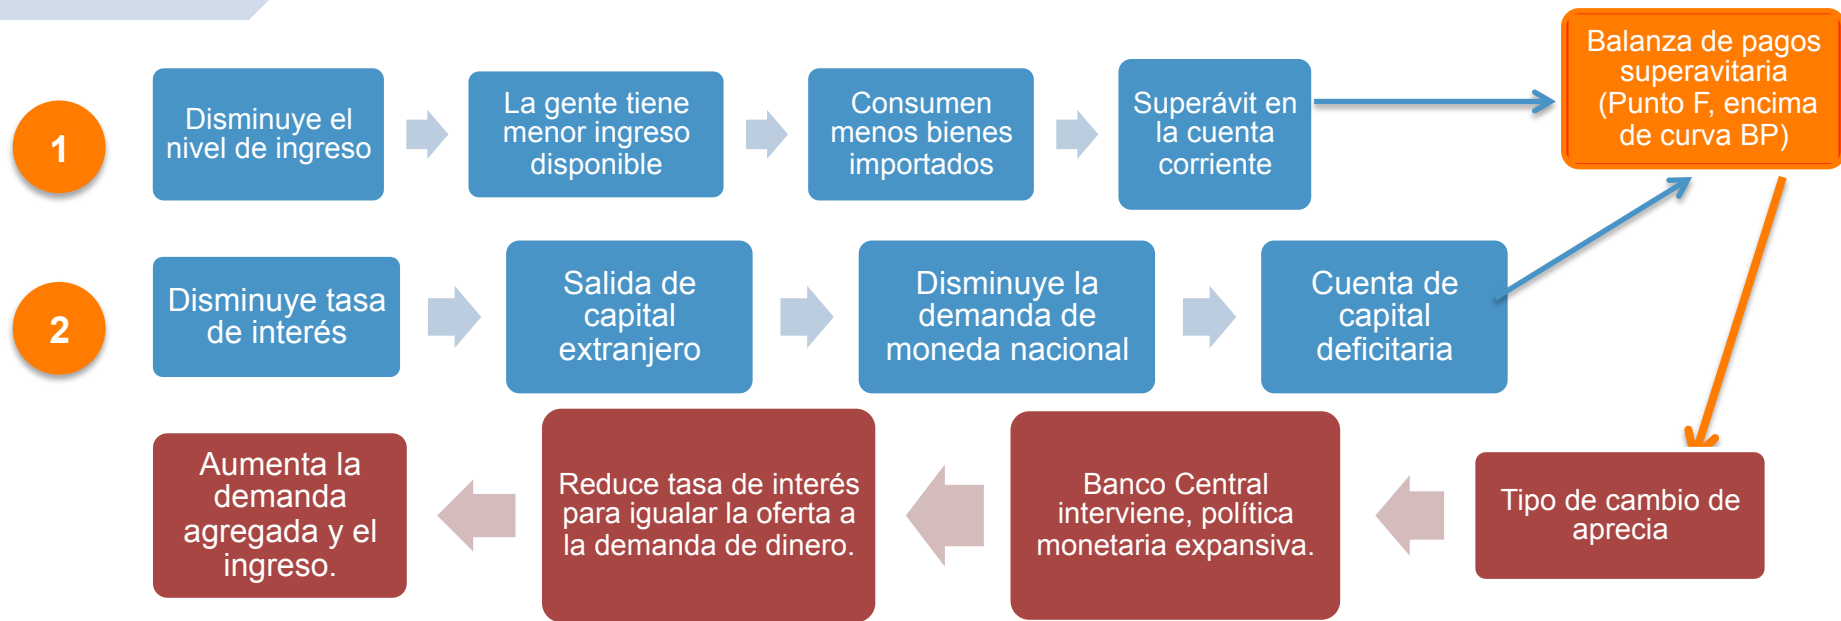 1
Disminuye el
nivel de ingreso
La gente tiene
menor ingreso
disponible
Consumen
menos bienes
importados
Superávit en
la cuenta
corriente
Balanza de pagos
superavitaria
(Punto F, encima
de curva BP)
2
Disminuye tasa
de interés
Salida de
capital
extranjero
Disminuye la
demanda de
moneda nacional
Cuenta de
capital
deficitaria
Aumenta la
demanda
agregada y el
ingreso.
Reduce tasa de interés
para igualar la oferta a
la demanda de dinero.
Banco Central
interviene, política
monetaria expansiva.
Tipo de cambio de
aprecia